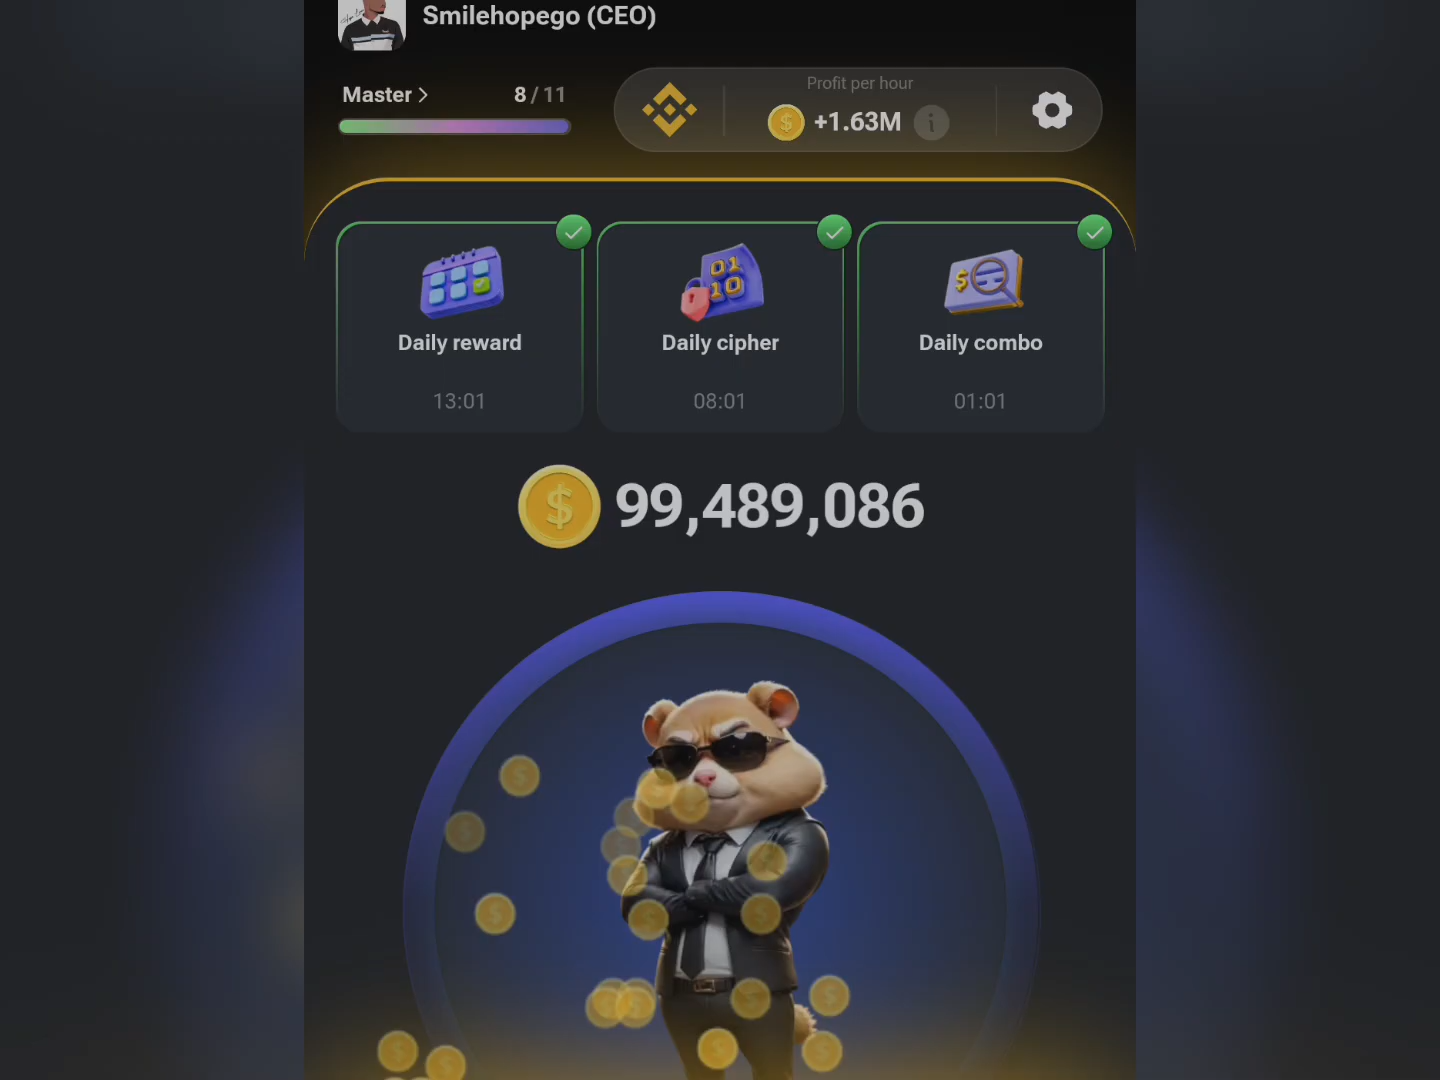 Smilehopego (CEO)
Master >
8 / 11
Profit per hour
+1.63M
Daily reward
13:01
Daily cipher
08:01
Daily combo
01:01
99,489,086